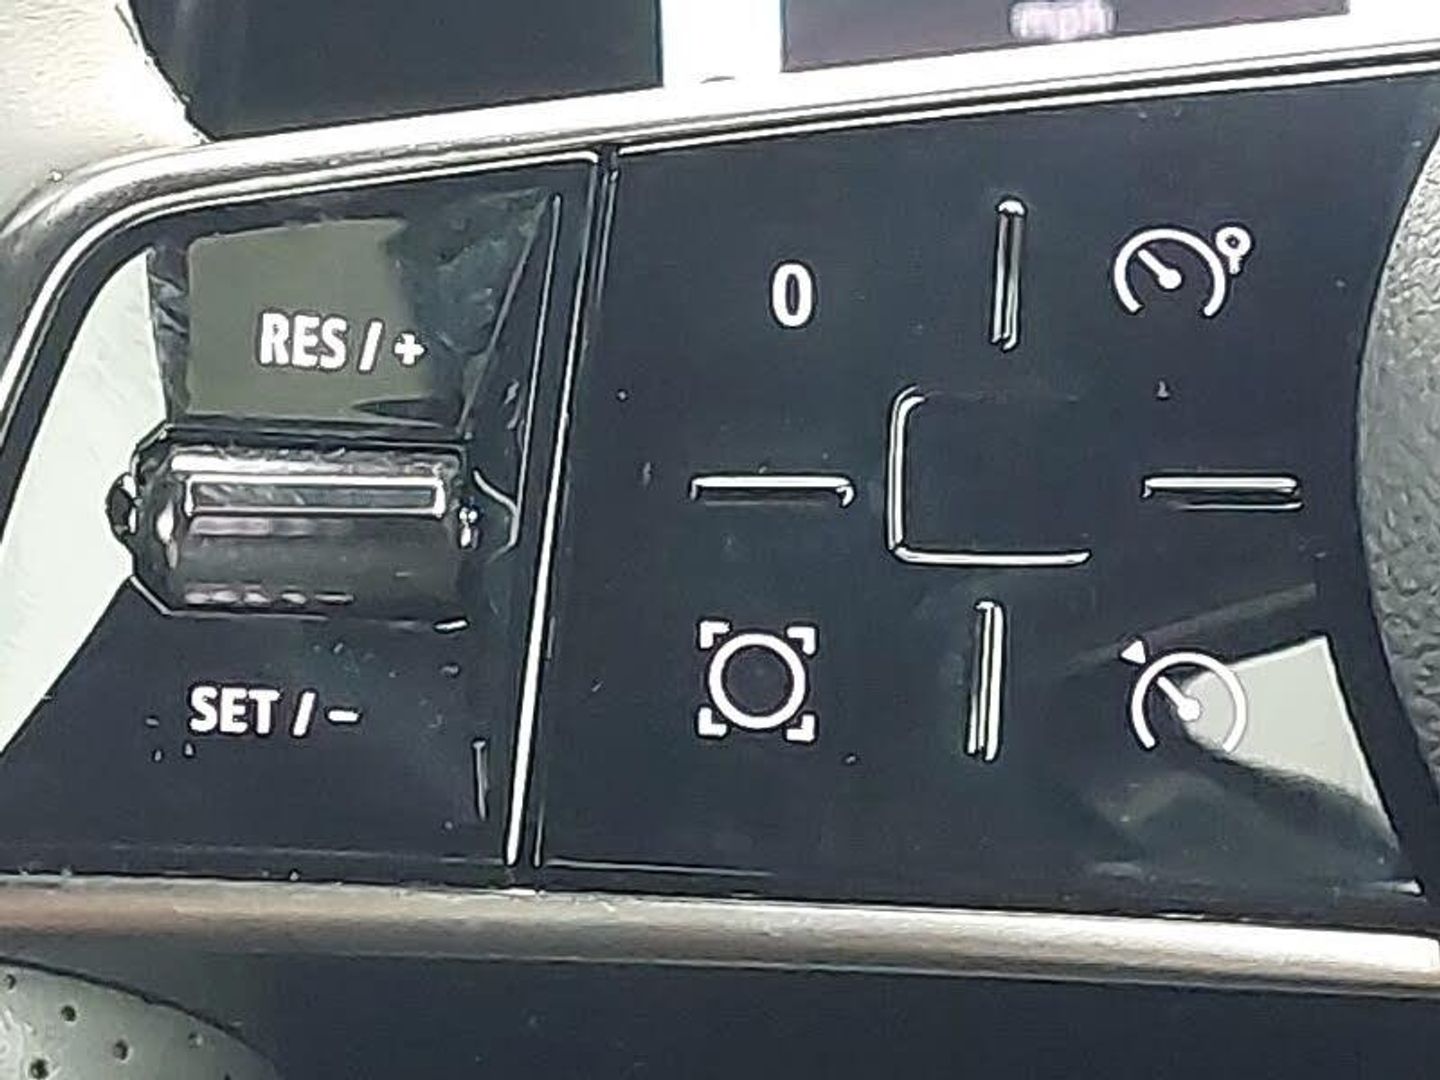 mph
RES / +
0
SET / -